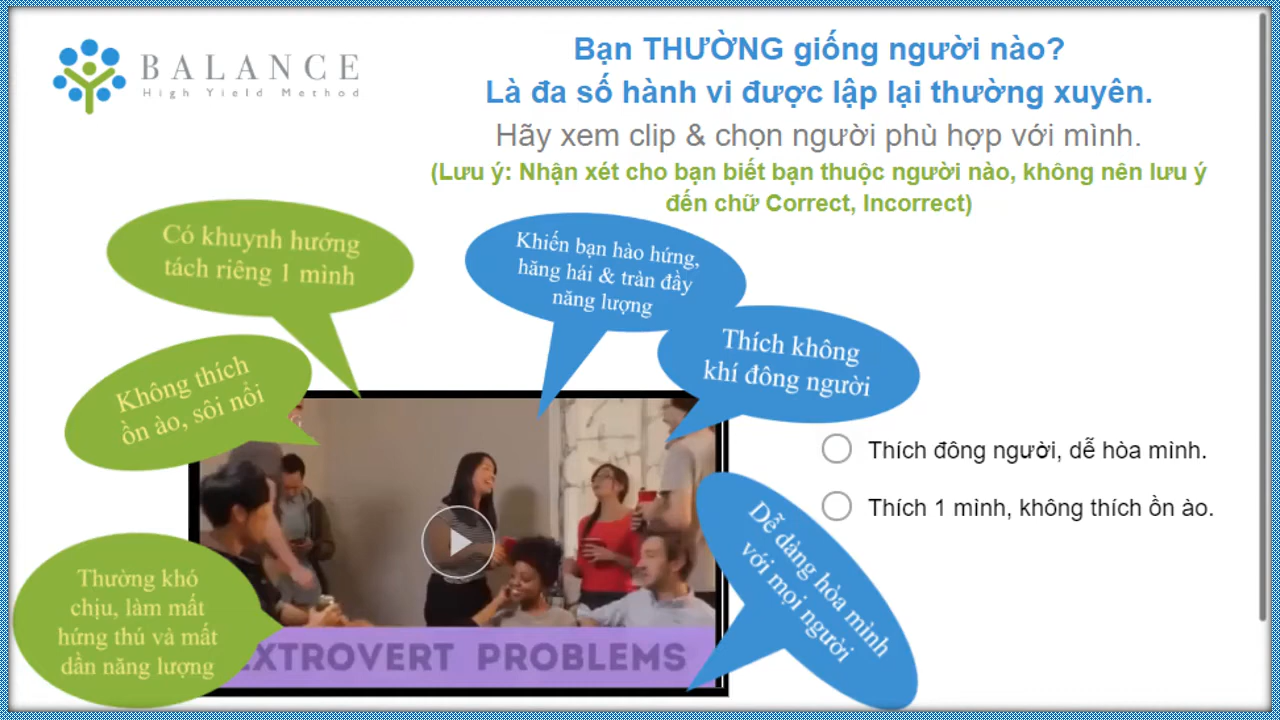 BALANCE
High Yield Method
Bạn THƯỜNG giống người nào?
Là đa số hành vi được lập lại thường xuyên.
Hãy xem clip & chọn người phù hợp với mình.
(Lưu ý: Nhận xét cho bạn biết bạn thuộc người nào, không nên lưu ý
đến chữ Correct, Incorrect)
Có khuynh hướng
tách riêng 1 mình
Khiến bạn hào hứng,
hăng hái & tràn đầy
năng lượng
Thích không
khí đông người
Không thích
ồn ào, sôi nổi
Thích đông người, dễ hòa mình.
Thích 1 mình, không thích ồn ào.
Dễ dàng hòa mình
với mọi người
Thường khó
chịu, làm mất
hứng thú và mất
dần năng lượng
EXTROVERT PROBLEMS